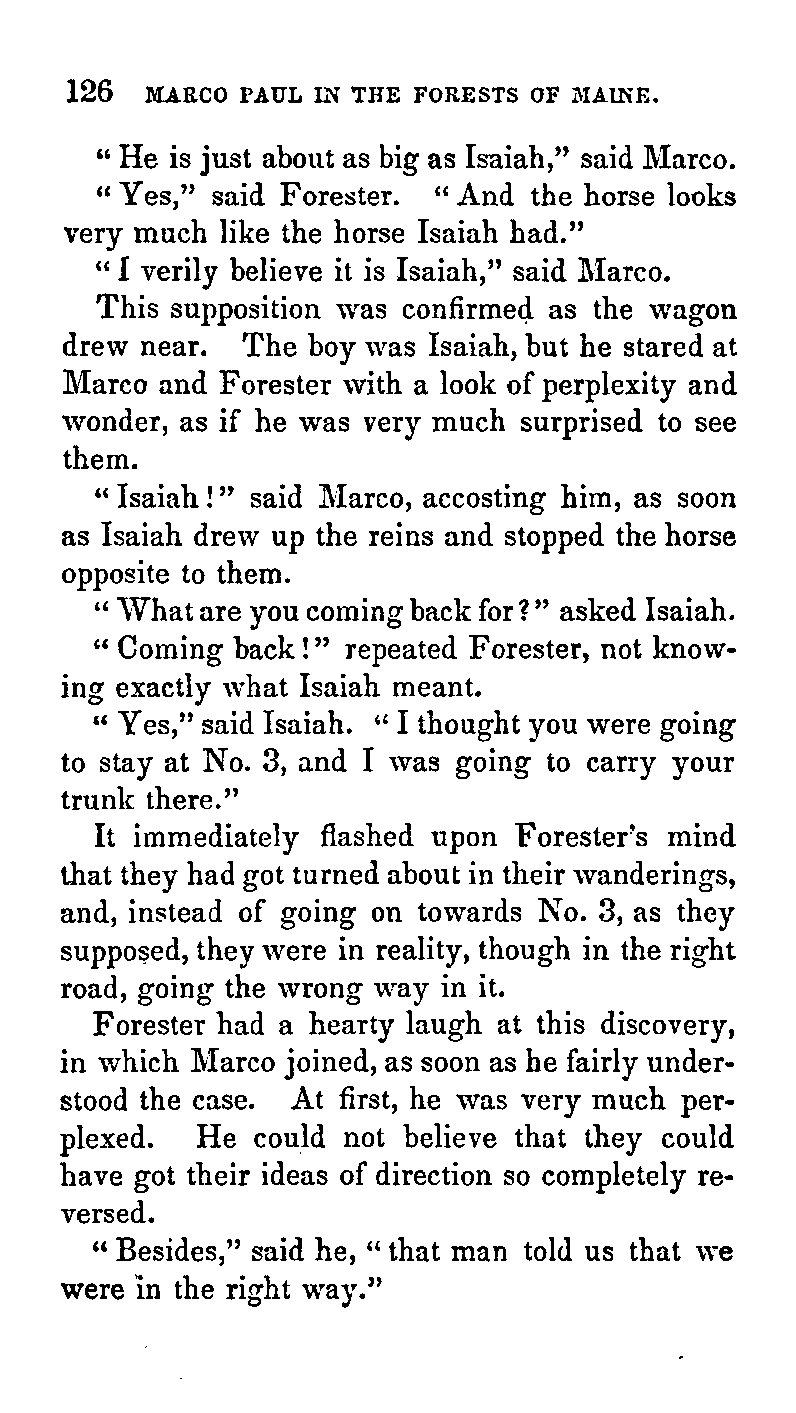 126 MARCO PAUL IN THE FORESTS OF MAINE.
“ He is just about as big as Isaiah,” said Marco.
“ Yes,” said Forester. “ And the horse looks
very much like the horse Isaiah had.”
“ I verily believe it is Isaiah,” said Marco.
This supposition was confirmed as the wagon
drew near. The boy was Isaiah, but he stared at
Marco and Forester with a look of perplexity and
wonder, as if he was very much surprised to see
them.
“ Isaiah ! ” said Marco, accosting him, as soon
as Isaiah drew up the reins and stopped the horse
opposite to them.
“ What are you coming back for ? ” asked Isaiah.
“ Coming back ! ” repeated Forester, not know-
ing exactly what Isaiah meant.
“ Yes,” said Isaiah. “ I thought you were going
to stay at No. 3, and I was going to carry your
trunk there.”
It immediately flashed upon Forester’s mind
that they had got turned about in their wanderings,
and, instead of going on towards No. 3, as they
supposed, they were in reality, though in the right
road, going the wrong way in it.
Forester had a hearty laugh at this discovery,
in which Marco joined, as soon as he fairly under-
stood the case. At first, he was very much per-
plexed. He could not believe that they could
have got their ideas of direction so completely re-
versed.
“ Besides,” said he, “ that man told us that we
were in the right way.”